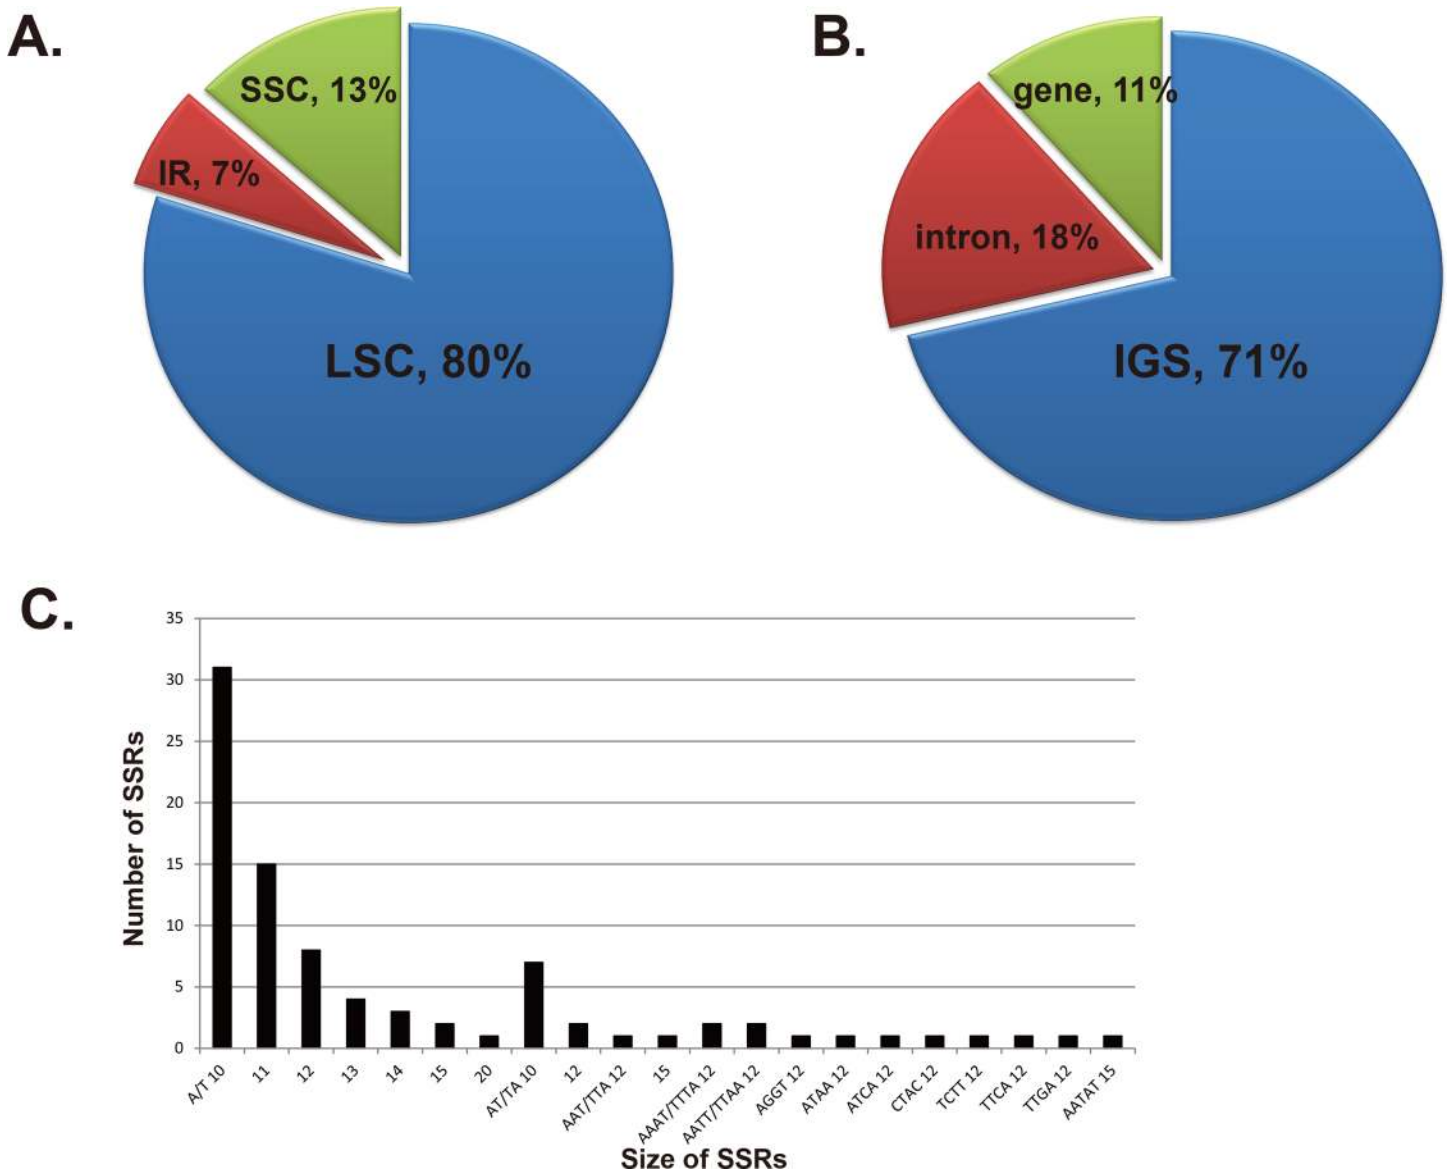 A.
SSC, 13%
IR, 7%
LSC, 80%
B.
gene, 11%
intron, 18%
IGS, 71%
C.
35
30
25
20
15
10
5
0
Number of SSRs
A/T 10
11
12
13
14
15
20
AT/TA 10
12
AAT/TTA 12
15
AAAT/TTTA 12
AATT/TTAA 12
AGGT 12
ATAA 12
ATCA 12
CTAC 12
TCTT 12
TTCA 12
TTGA 12
AATAT 15
Size of SSRs